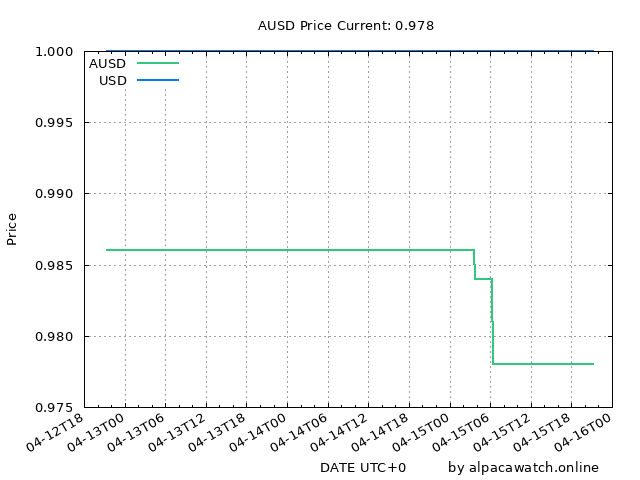 AUSD Price Current: 0.978
1.000
0.995
0.990
0.985
0.980
0.975
Price
AUSD
USD
04-12T18
04-13T00
04-13T06
04-13T12
04-13T18
04-14T00
04-14T06
04-14T12
04-14T18
04-15T00
04-15T06
04-15T12
04-15T18
04-16T00
DATE UTC+0 by alpacawatch.online